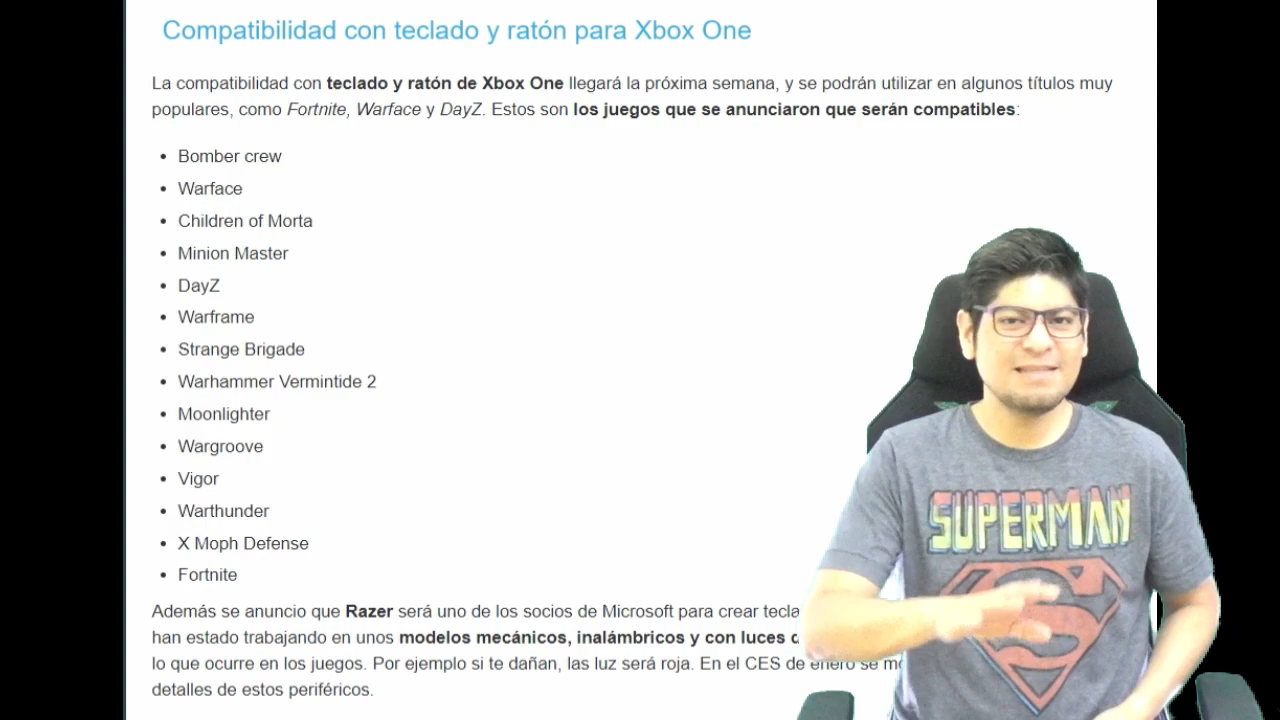 Compatibilidad con teclado y ratón para Xbox One
La compatibilidad con teclado y ratón de Xbox One llegará la próxima semana, y se podrán utilizar en algunos títulos muy
populares, como Fortnite, Warface y DayZ. Estos son los juegos que se anunciaron que serán compatibles:
Bomber crew
Warface
Children of Morta
Minion Master
DayZ
Warframe
Strange Brigade
Warhammer Vermintide 2
Moonlighter
Wargroove
Vigor
Warthunder
X Moph Defense
Fortnite
Además se anuncio que Razer será uno de los socios de Microsoft para crear
han estado trabajando en unos modelos mecánicos, inalámbricos y con luces
lo que ocurre en los juegos. Por ejemplo si te dañan, las luz será roja. En el CES de enero se
detalles de estos periféricos.
SUPERMAN
S